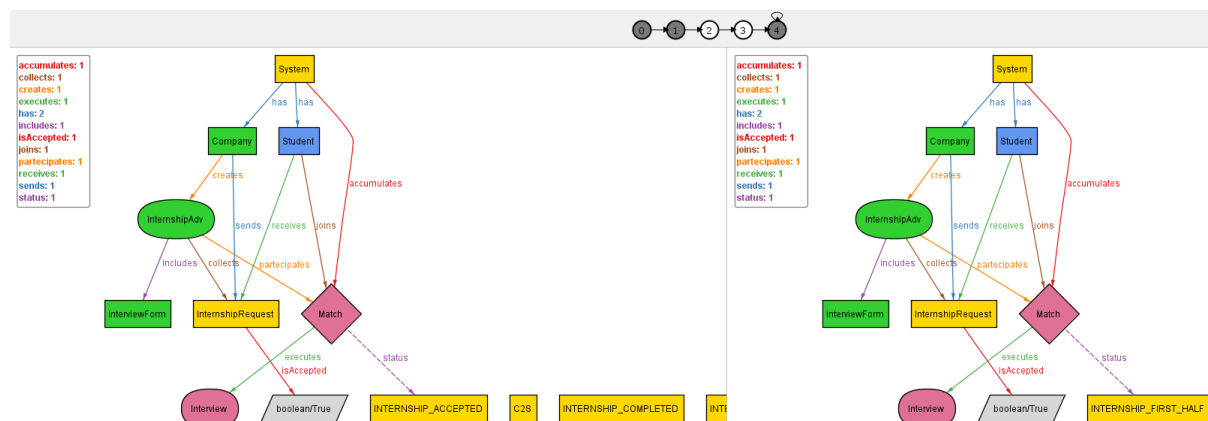 0 1 2 3 4
accumulates: 1
collects: 1
creates: 1
executes: 1
has: 2
includes: 1
isAccepted: 1
joins: 1
partecipates: 1
receives: 1
sends: 1
status: 1
System
has has
Company Student
creates accumulates
InternshipAdv sends receives joins
includes collects partecipates
InterviewForm InternshipRequest Match
executes status
isAccepted
Interview boolean/True INTERNSHIP_ACCEPTED C2S INTERNSHIP_COMPLETED
accumulates: 1
collects: 1
creates: 1
executes: 1
has: 2
includes: 1
isAccepted: 1
joins: 1
partecipates: 1
receives: 1
sends: 1
status: 1
System
has has
Company Student
creates accumulates
InternshipAdv sends receives joins
includes collects partecipates
InterviewForm InternshipRequest Match
executes status
isAccepted
Interview boolean/True INTERNSHIP_FIRST_HALF